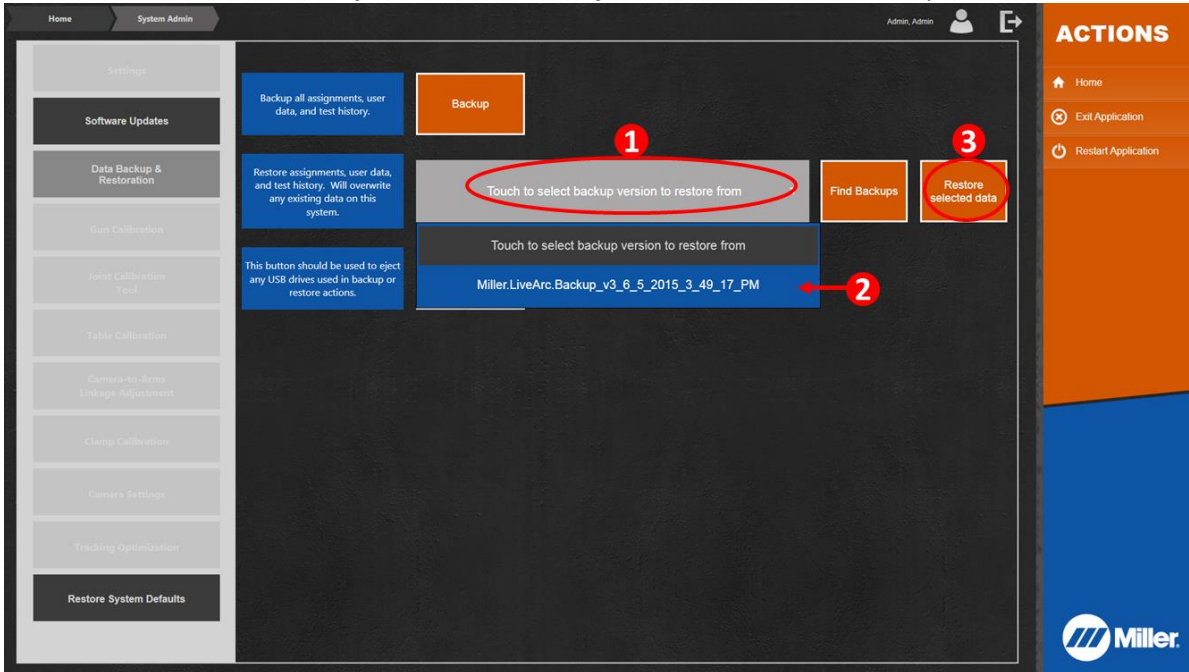 Home
System Admin
Admin, Admin
ACTIONS
Home
Exit Application
Restart Application
Settings
Software Updates
Data Backup &
Restoration
Gun Calibration
Joint Calibration
Tool
Table Calibration
Camera-to-Arms
Linkage Adjustment
Clamp Calibration
Camera Settings
Tracking Optimization
Restore System Defaults
Backup all assignments, user
data, and test history.
Backup
1
3
Restore assignments, user data,
and test history. Will overwrite
any existing data on this
system.
Touch to select backup version to restore from
Find Backups
Restore
selected data
Touch to select backup version to restore from
Miller.LiveArc.Backup_v3_6_5_2015_3_49_17_PM
2
This button should be used to eject
any USB drives used in backup or
restore actions.
Miller.